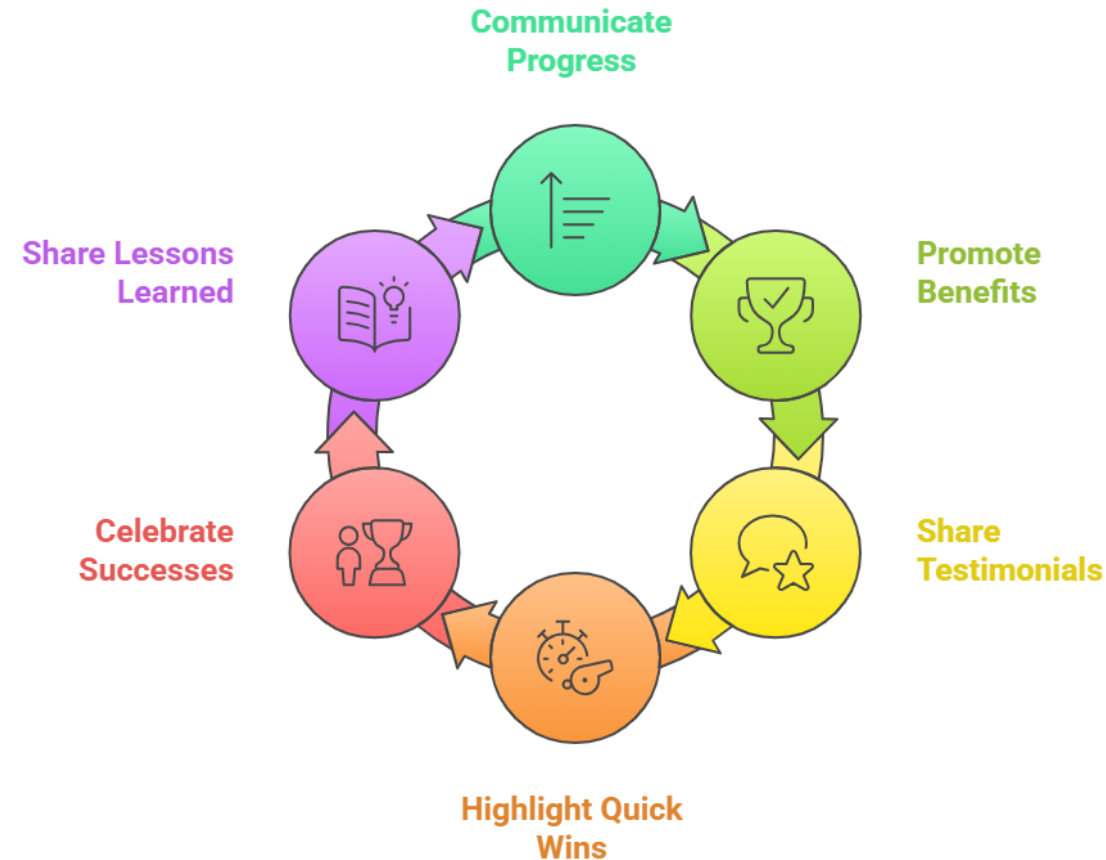 Communicate
Progress
Promote
Benefits
Share
Testimonials
Highlight Quick
Wins
Celebrate
Successes
Share Lessons
Learned